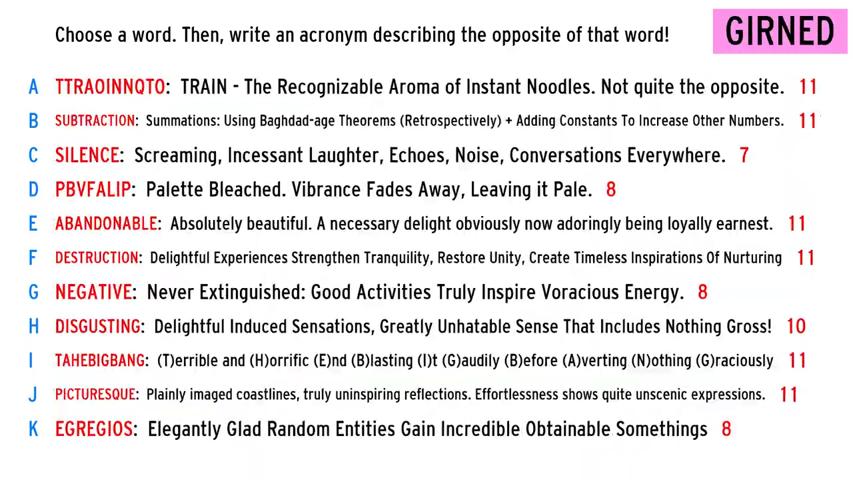 Choose a word. Then, write an acronym describing the opposite of that word!
GIRNED
A TTRAOINNQTO: TRAIN - The Recognizable Aroma of Instant Noodles. Not quite the opposite. 11
B SUBTRACTION: Summations: Using Baghdad-age Theorems (Retrospectively) + Adding Constants To Increase Other Numbers. 11
C SILENCE: Screaming, Incessant Laughter, Echoes, Noise, Conversations Everywhere. 7
D PBVFALIP: Palette Bleached. Vibrance Fades Away, Leaving it Pale. 8
E ABANDONABLE: Absolutely beautiful. A necessary delight obviously now adoringly being loyally earnest. 11
F DESTRUCTION: Delightful Experiences Strengthen Tranquility, Restore Unity, Create Timeless Inspirations Of Nurturing 11
G NEGATIVE: Never Extinguished: Good Activities Truly Inspire Voracious Energy. 8
H DISGUSTING: Delightful Induced Sensations, Greatly Unhatable Sense That Includes Nothing Gross! 10
I TAHEBIGBANG: (T)errible and (H)orrific (E)nd (B)lasting (I)t (G)audily (B)efore (A)verting (N)othing (G)raciously 11
J PICTURESQUE: Plainly imaged coastlines, truly uninspiring reflections. Effortlessness shows quite unscenic expressions. 11
K EGREGIOS: Elegantly Glad Random Entities Gain Incredible Obtainable Somethings 8